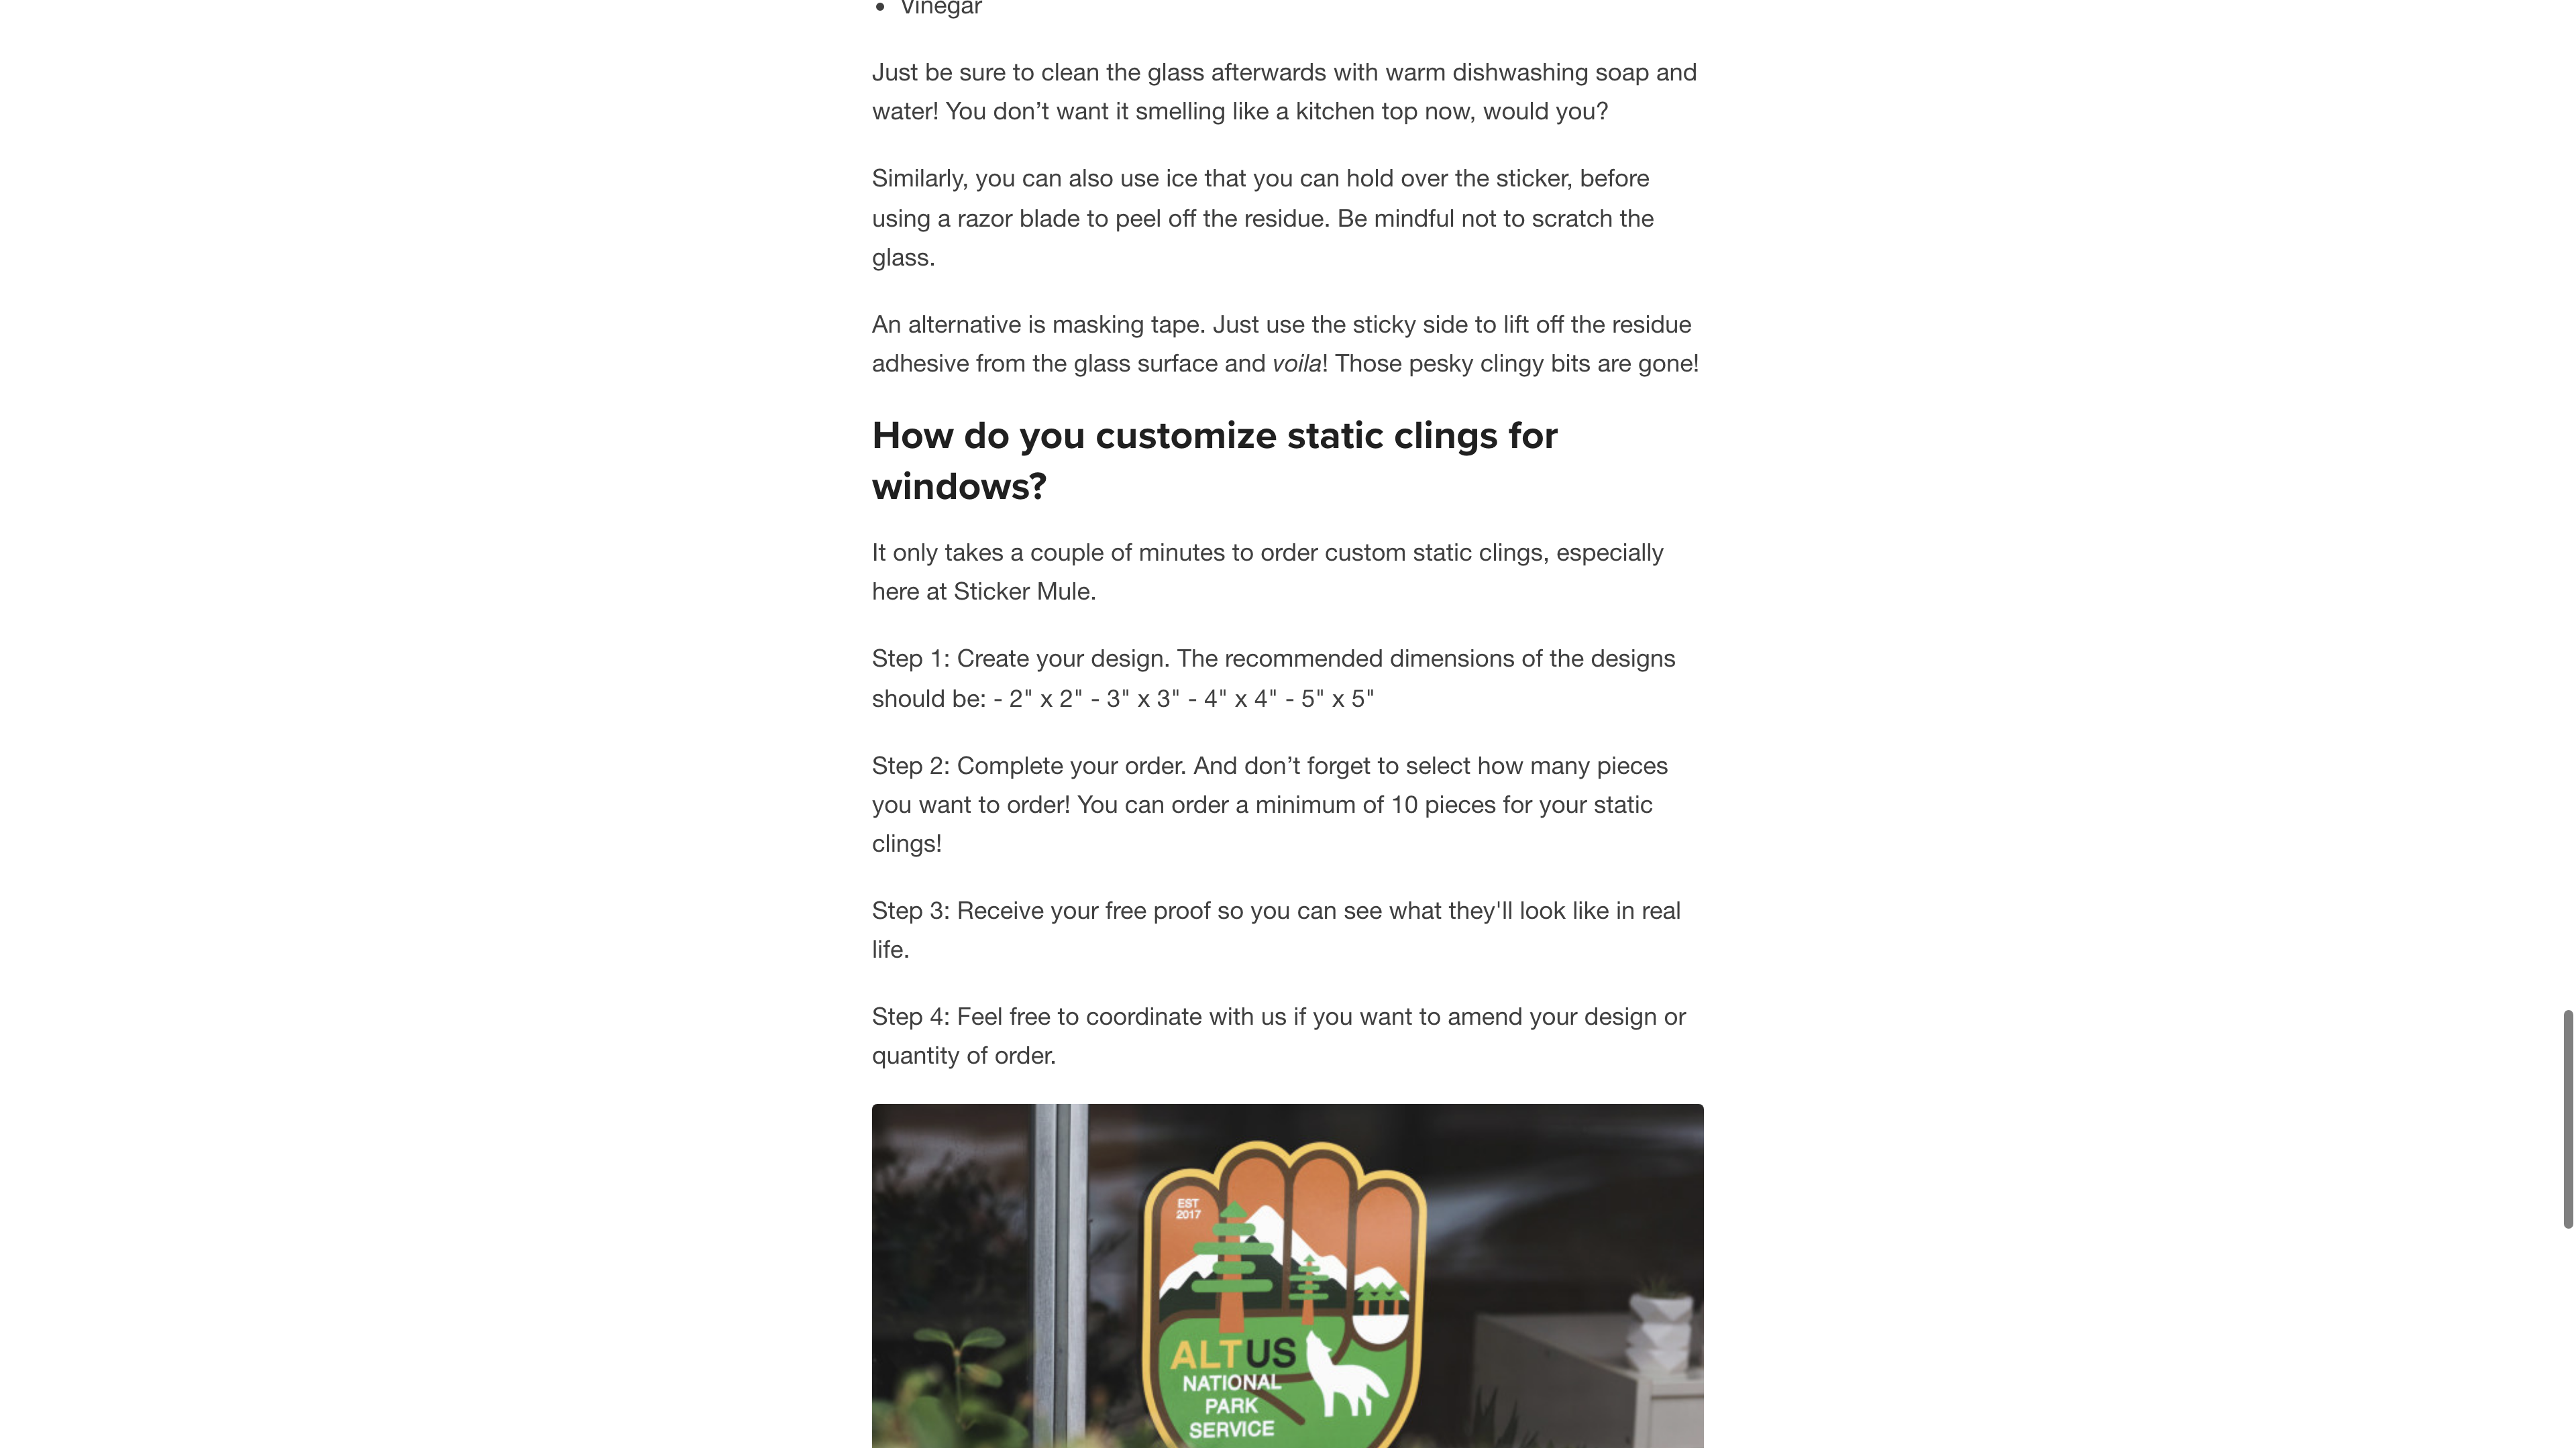 Vinegar
Just be sure to clean the glass afterwards with warm dishwashing soap and
water! You don’t want it smelling like a kitchen top now, would you?
Similarly, you can also use ice that you can hold over the sticker, before
using a razor blade to peel off the residue. Be mindful not to scratch the
glass.
An alternative is masking tape. Just use the sticky side to lift off the residue
adhesive from the glass surface and voila! Those pesky clingy bits are gone!
How do you customize static clings for
windows?
It only takes a couple of minutes to order custom static clings, especially
here at Sticker Mule.
Step 1: Create your design. The recommended dimensions of the designs
should be: - 2" x 2" - 3" x 3" - 4" x 4" - 5" x 5"
Step 2: Complete your order. And don’t forget to select how many pieces
you want to order! You can order a minimum of 10 pieces for your static
clings!
Step 3: Receive your free proof so you can see what they'll look like in real
life.
Step 4: Feel free to coordinate with us if you want to amend your design or
quantity of order.
EST
2017
ALTUS
NATIONAL
PARK
SERVICE